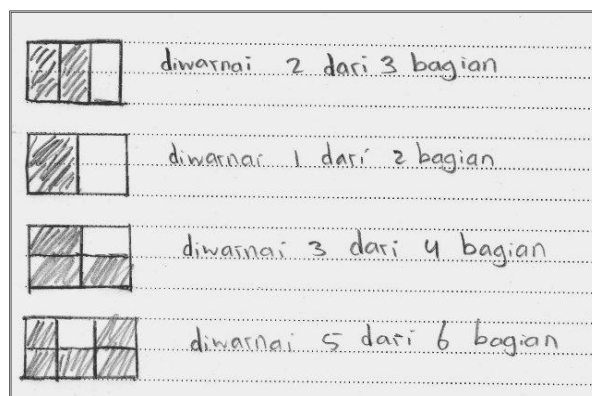 diwarnai 2 dari 3 bagian
diwarnai 1 dari 2 bagian
diwarnai 3 dari 4 bagian
diwarnai 5 dari 6 bagian